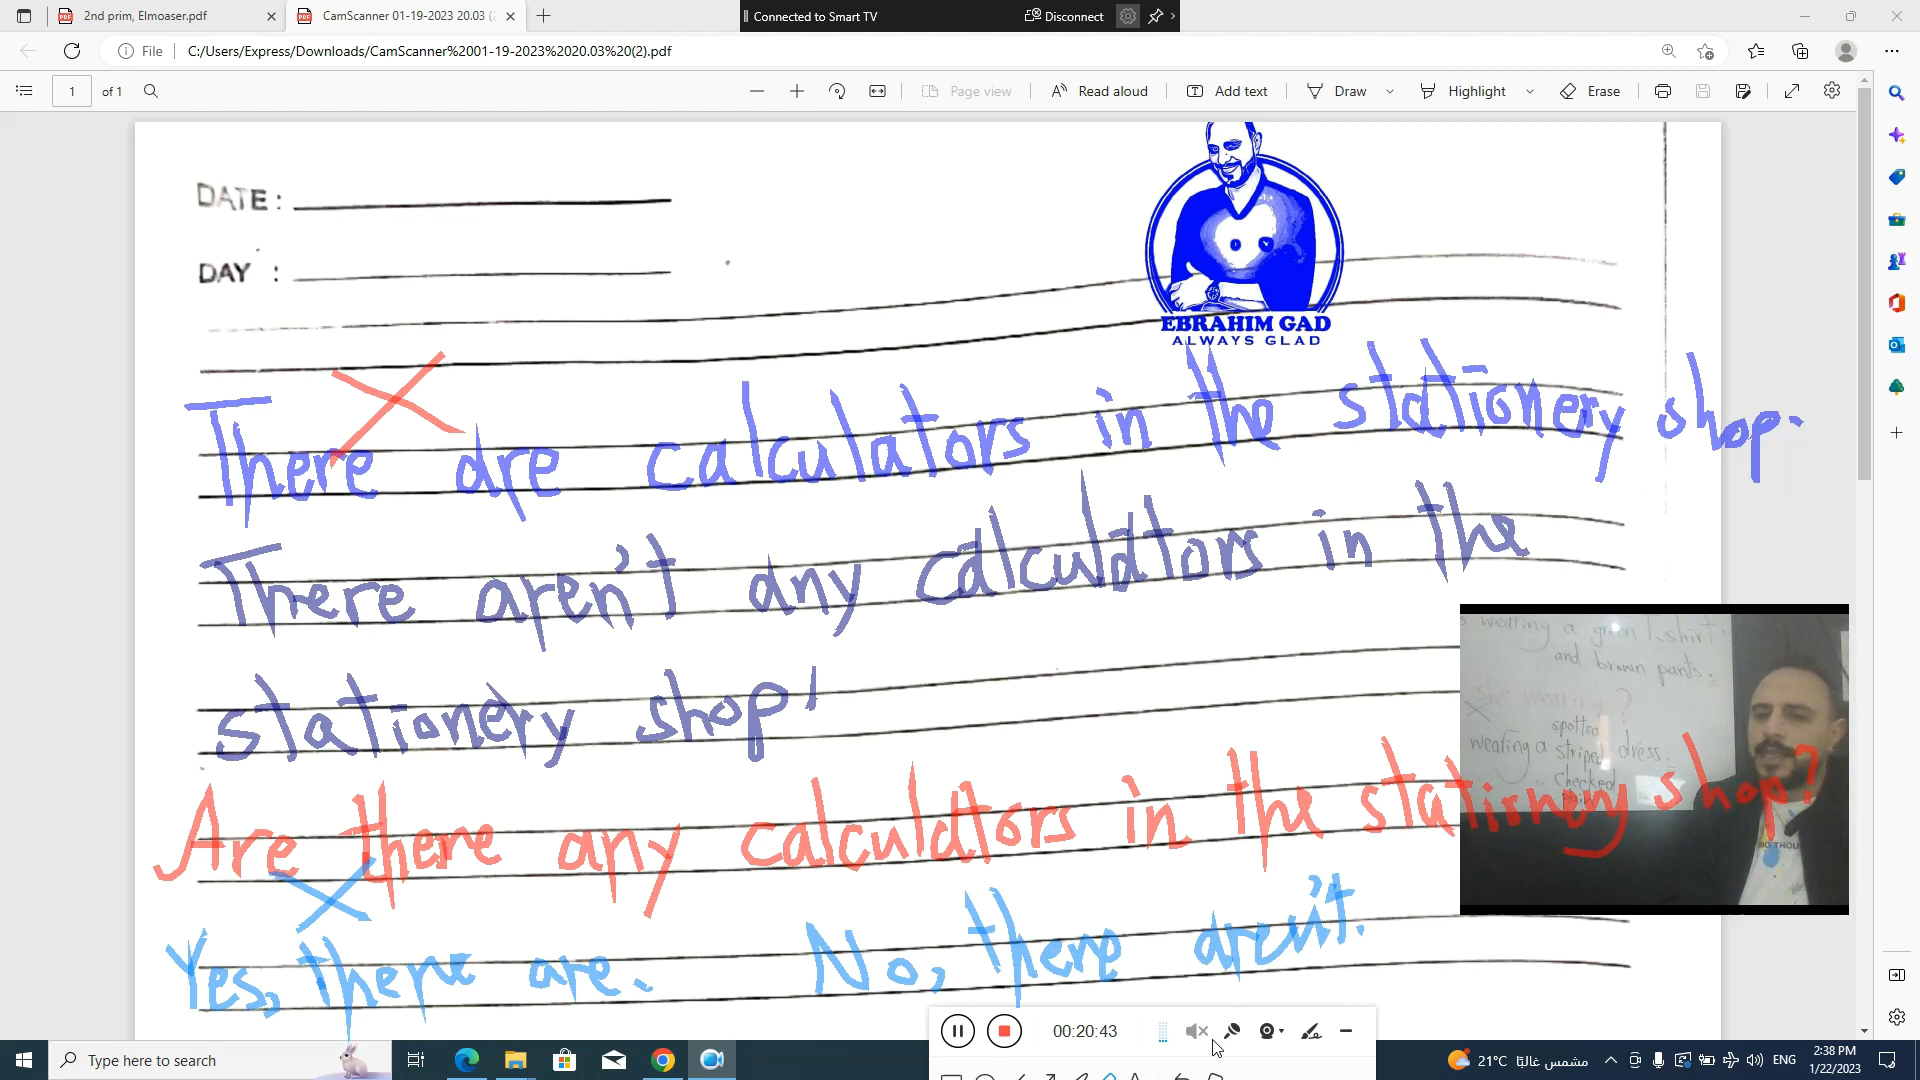 2nd prim, Elmoaser.pdf
CamScanner 01-19-2023 20.03 (2
Connected to Smart TV
Disconnect
File
C:/Users/Express/Downloads/CamScanner%2001-19-2023%2020.03%20(2).pdf
1 of 1
Page view
Read aloud
Add text
Draw
Highlight
Erase
DATE :
DAY :
EBRAHIM GAD
ALWAYS GLAD
There are calculators in the stationery shop.
There aren't any calculators in the
stationery shop.
wearing a green t.shirt
and brown pants.
are wearing ?
spotted
wearing a striped dress.
checked
plain
Are there any calculators in the stationery shop?
Yes, there are. No, there aren't.
00:20:43
Type here to search
21°C مشمس غالبًا
ENG
2:38 PM
1/22/2023